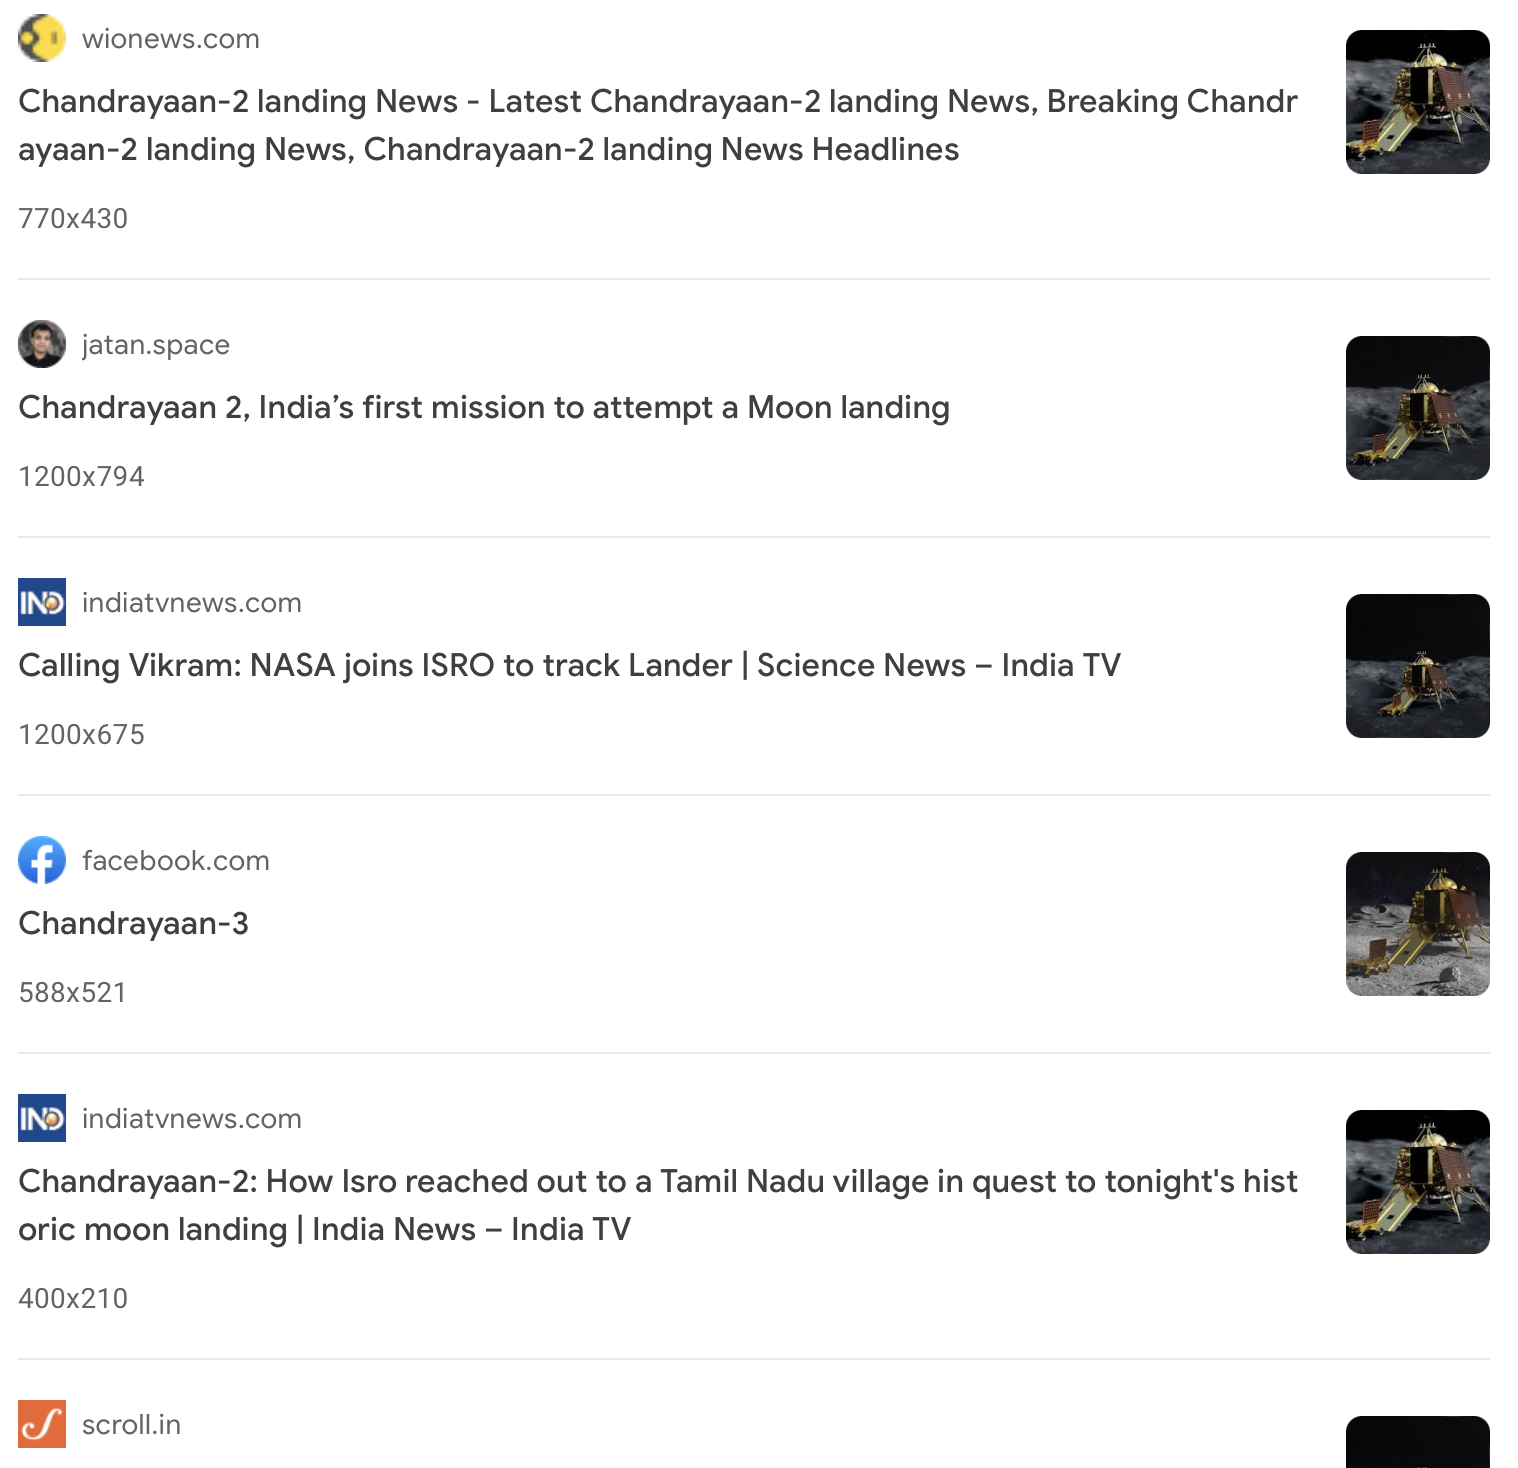 wionews.com
Chandrayaan-2 landing News - Latest Chandrayaan-2 landing News, Breaking Chandr
ayaan-2 landing News, Chandrayaan-2 landing News Headlines
770x430
jatan.space
Chandrayaan 2, India’s first mission to attempt a Moon landing
1200x794
IND
indiatvnews.com
Calling Vikram: NASA joins ISRO to track Lander | Science News – India TV
1200x675
facebook.com
Chandrayaan-3
588x521
IND
indiatvnews.com
Chandrayaan-2: How Isro reached out to a Tamil Nadu village in quest to tonight's hist
oric moon landing | India News – India TV
400x210
scroll.in